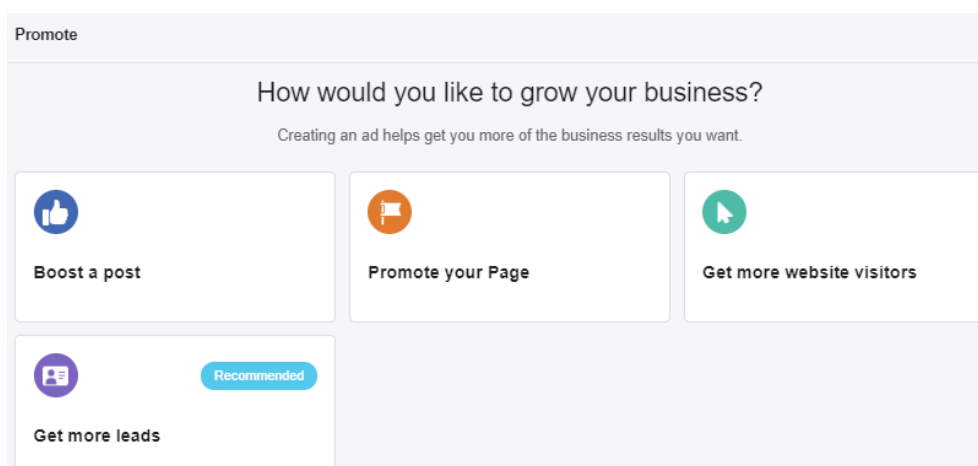 Promote
How would you like to grow your business?
Creating an ad helps get you more of the business results you want.
Boost a post
Promote your Page
Get more website visitors
Recommended
Get more leads